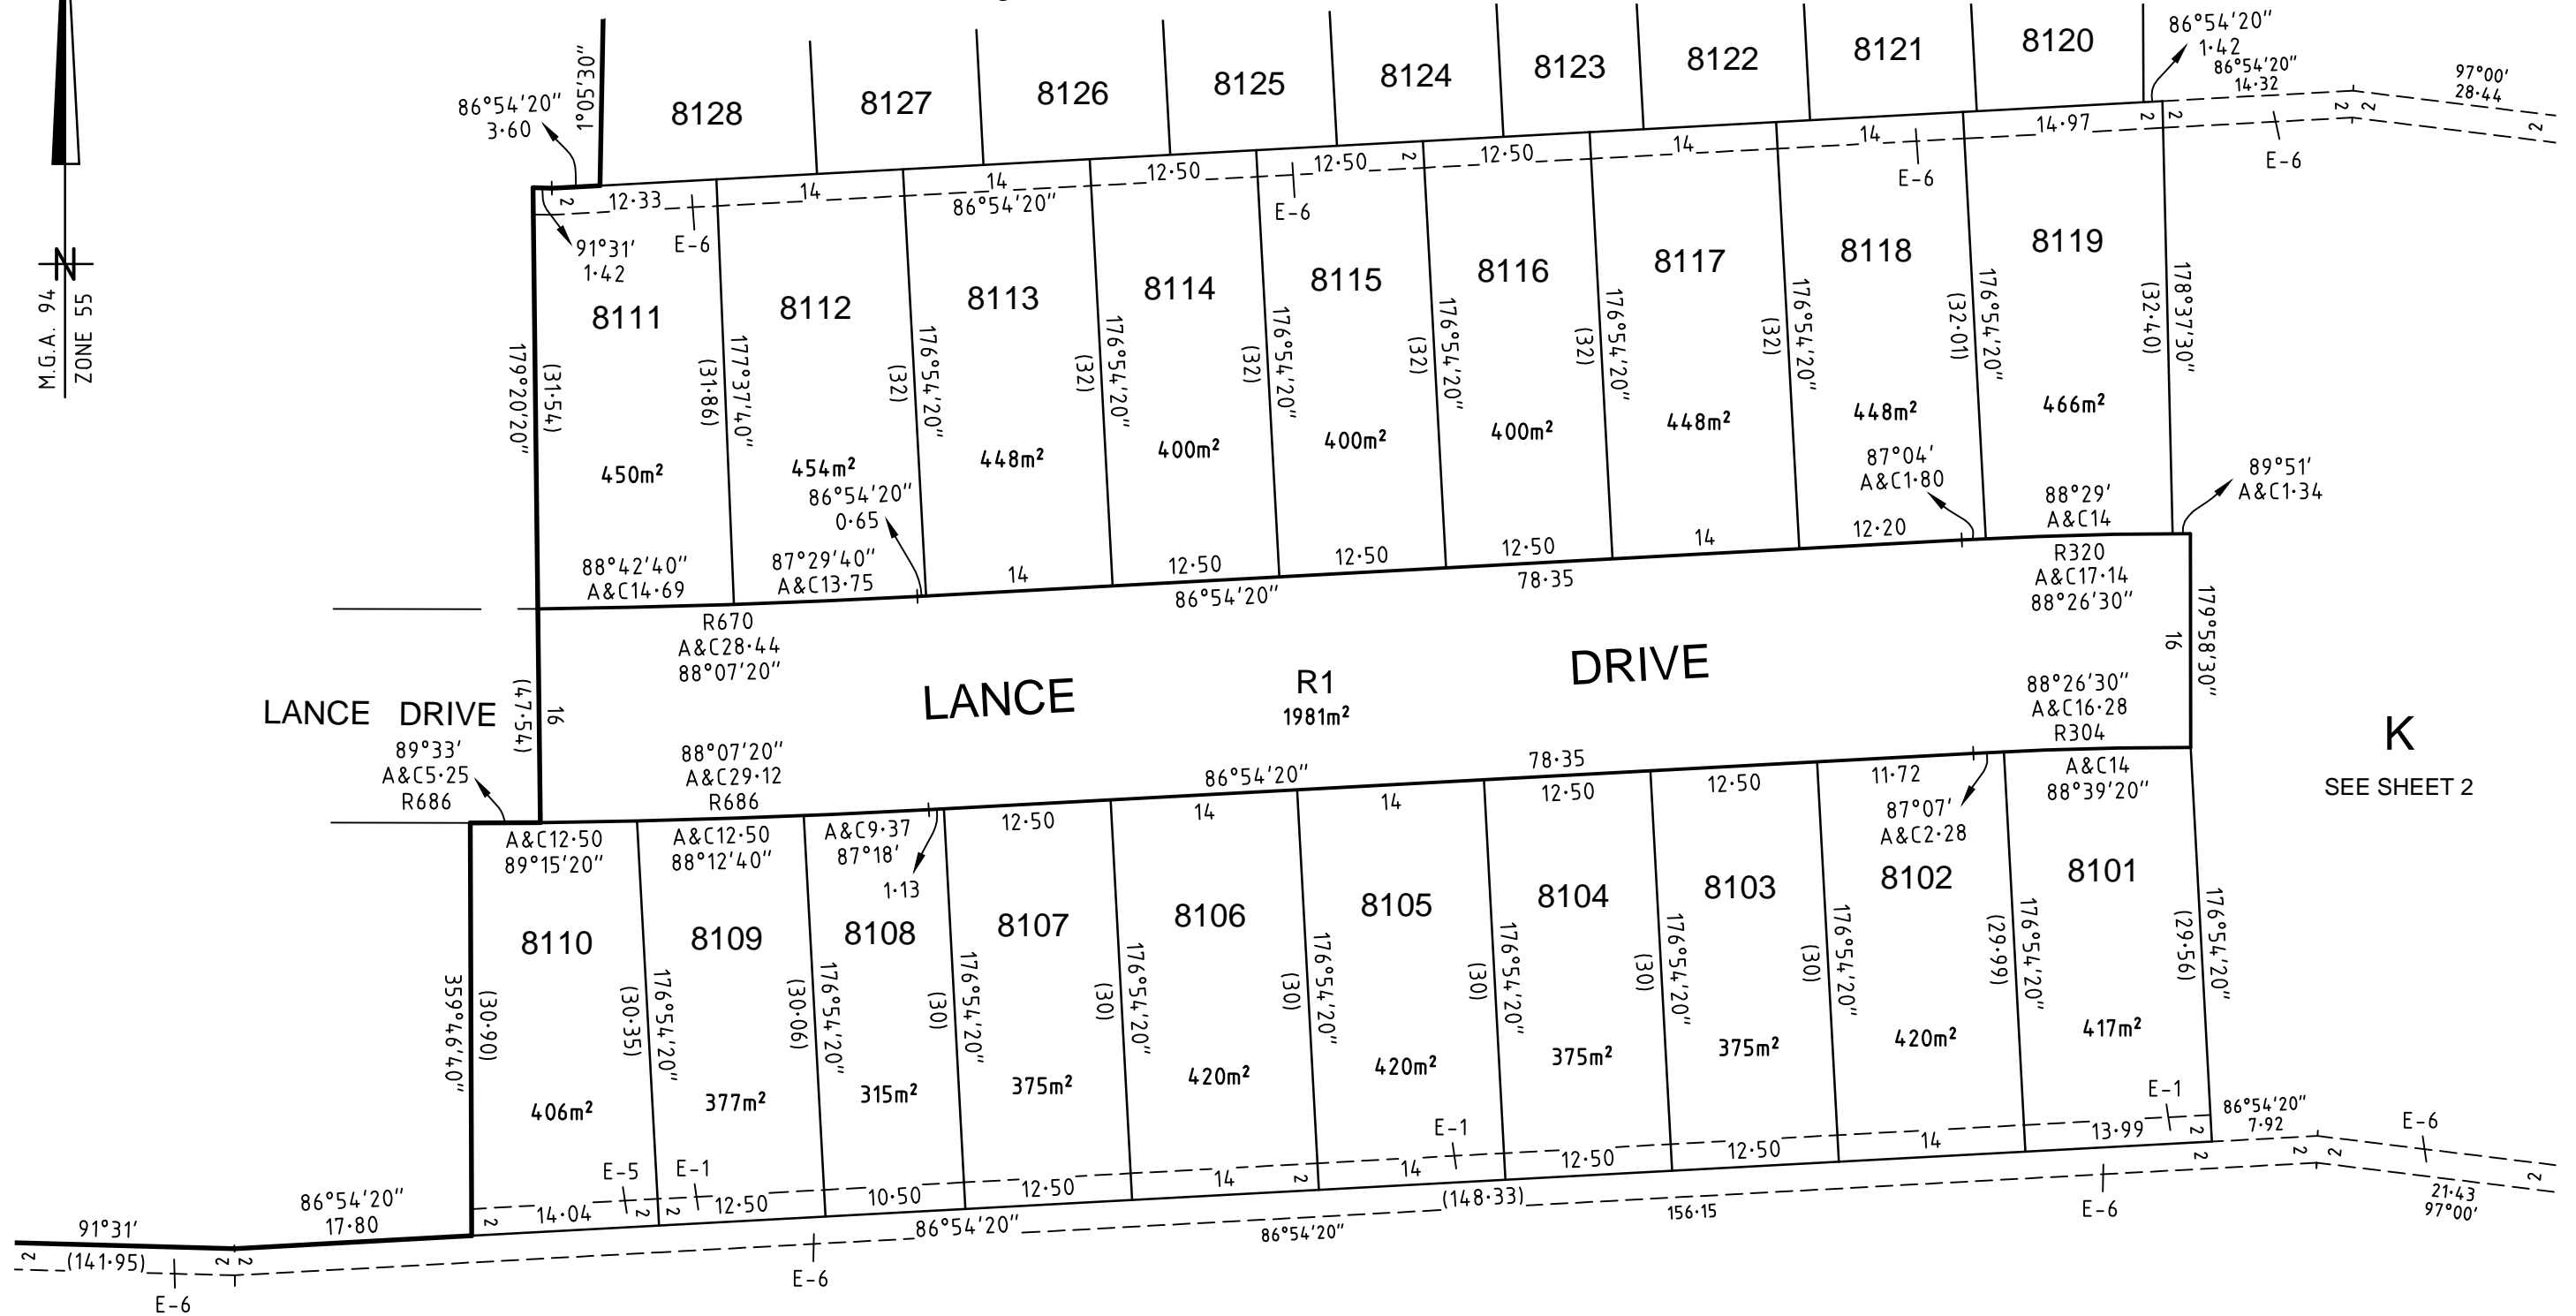 8128
8127
8126
8125
8124
8123
8122
8121
8120
86°54'20"
1·42
86°54'20"
14·32
97°00'
28·44
2
2
2
E-6
1°05'30"
86°54'20"
3·60
91°31'
1·42
2
12·33
14
14
86°54'20"
12·50
12·50
2
12·50
14
14
14·97
2
2
E-6
E-6
E-6
M.G.A. 94
ZONE 55
N
8111
8112
8113
8114
8115
8116
8117
8118
8119
179°20'20"
(31·54)
(31·86)
177°37'40"
(32)
176°54'20"
(32)
176°54'20"
(32)
176°54'20"
(32)
176°54'20"
(32)
176°54'20"
(32)
176°54'20"
(32·01)
176°54'20"
(32·40)
178°37'30"
450m²
454m²
448m²
400m²
400m²
400m²
448m²
448m²
466m²
86°54'20"
0·65
87°04'
A&C1·80
89°51'
A&C1·34
88°42'40"
A&C14·69
87°29'40"
A&C13·75
14
12·50
12·50
12·50
14
12·20
88°29'
A&C14
86°54'20"
78·35
R670
A&C28·44
88°07'20"
R320
A&C17·14
88°26'30"
179°58'30"
16
LANCE DRIVE
(47·54)
16
LANCE
R1
1981m²
DRIVE
K
SEE SHEET 2
89°33'
A&C5·25
R686
88°07'20"
A&C29·12
R686
86°54'20"
78·35
88°26'30"
A&C16·28
R304
A&C12·50
89°15'20"
A&C12·50
88°12'40"
A&C9·37
87°18'
1·13
12·50
14
14
12·50
12·50
11·72
87°07'
A&C2·28
A&C14
88°39'20"
8110
8109
8108
8107
8106
8105
8104
8103
8102
8101
359°46'40"
(30·90)
(30·35)
176°54'20"
(30·06)
176°54'20"
(30)
176°54'20"
(30)
176°54'20"
(30)
176°54'20"
(30)
176°54'20"
(30)
176°54'20"
(30)
176°54'20"
(29·99)
176°54'20"
(29·56)
176°54'20"
406m²
377m²
315m²
375m²
420m²
420m²
375m²
375m²
420m²
417m²
E-5
E-1
E-1
E-1
2
14·04
2
2
12·50
10·50
12·50
14
2
14
12·50
12·50
14
13·99
2
86°54'20"
7·92
E-6
2
2
2
2
21·43
97°00'
91°31'
86°54'20"
17·80
2
(141·95)
2
2
86°54'20"
86°54'20"
(148·33)
156·15
E-6
E-6
E-6